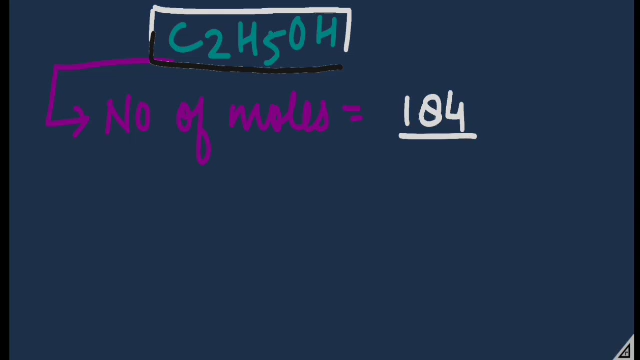 C2H5OH
No of moles = 184